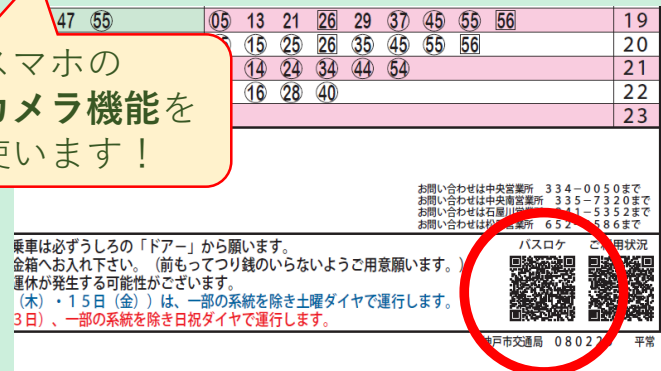 47 55 05 13 21 26 29 37 45 55 56 19
15 25 26 35 45 55 56 20
14 24 34 44 54 21
16 28 40 22
23
スマホの
カメラ機能を
使います！
お問い合わせは中央営業所 334-0050まで
お問い合わせは中央南営業所 335-7320まで
お問い合わせは石屋川営業所 41-5352まで
お問い合わせは松 営業所 652- 586まで
バスロケ ご 用状況
乗車は必ずうしろの「ドアー」から願います。
金箱へお入れ下さい。（前もってつり銭のいらないようご用意願います。）
運休が発生する可能性がございます。
（木）・１５日（金））は、一部の系統を除き土曜ダイヤで運行します。
３日）、一部の系統を除き日祝ダイヤで運行します。
神戸市交通局 08022 平常